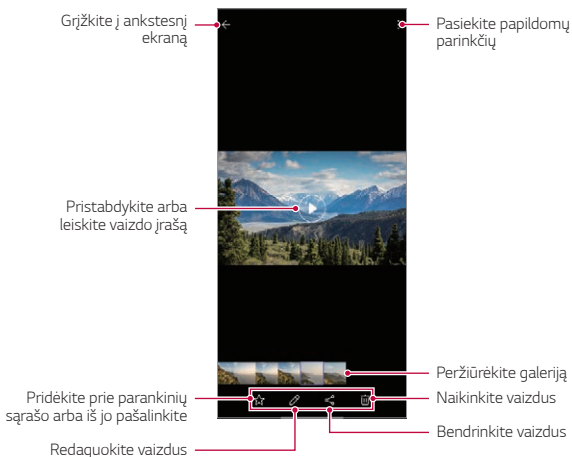 Grįžkite į ankstesnį
ekraną
Pasiekite papildomų
parinkčių
Pristabdykite arba
leiskite vaizdo įrašą
Peržiūrėkite galeriją
Pridėkite prie parankinių
sąrašo arba iš jo pašalinkite
Naikinkite vaizdus
Bendrinkite vaizdus
Redaguokite vaizdus